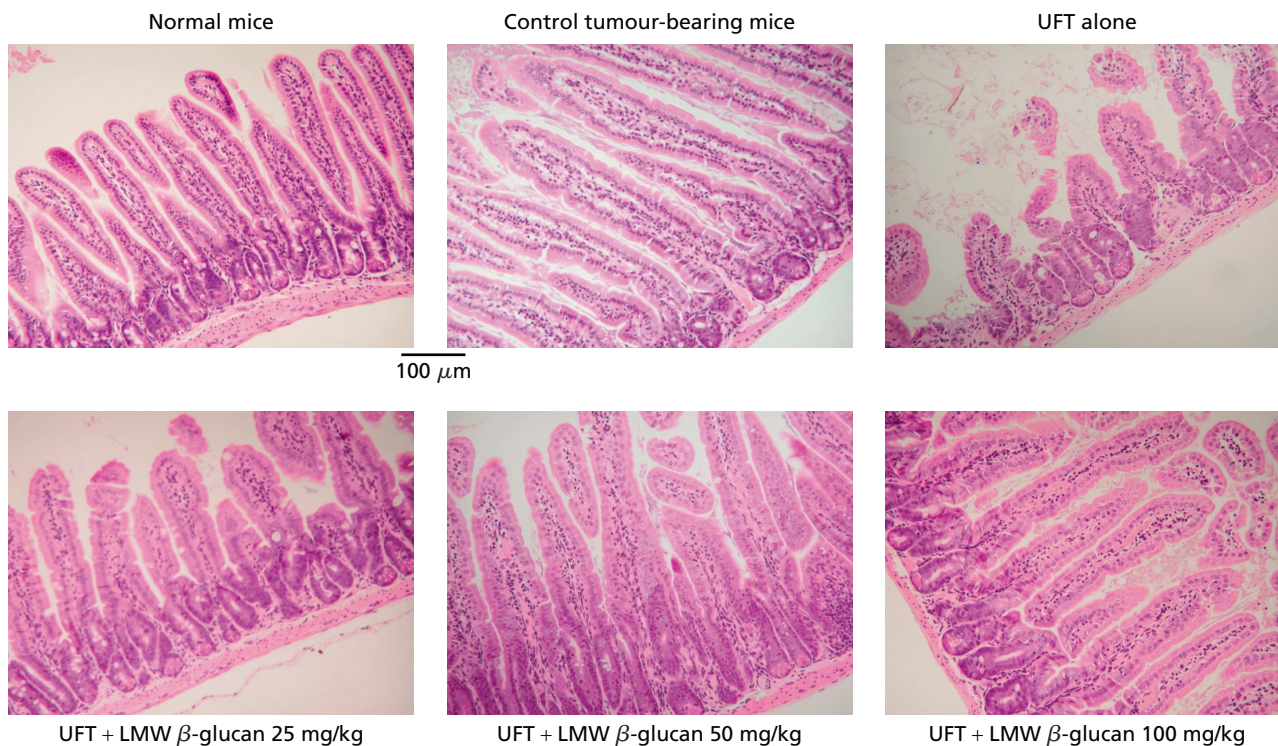 Normal mice
Control tumour-bearing mice
UFT alone
100 μm
UFT + LMW β-glucan 25 mg/kg
UFT + LMW β-glucan 50 mg/kg
UFT + LMW β-glucan 100 mg/kg